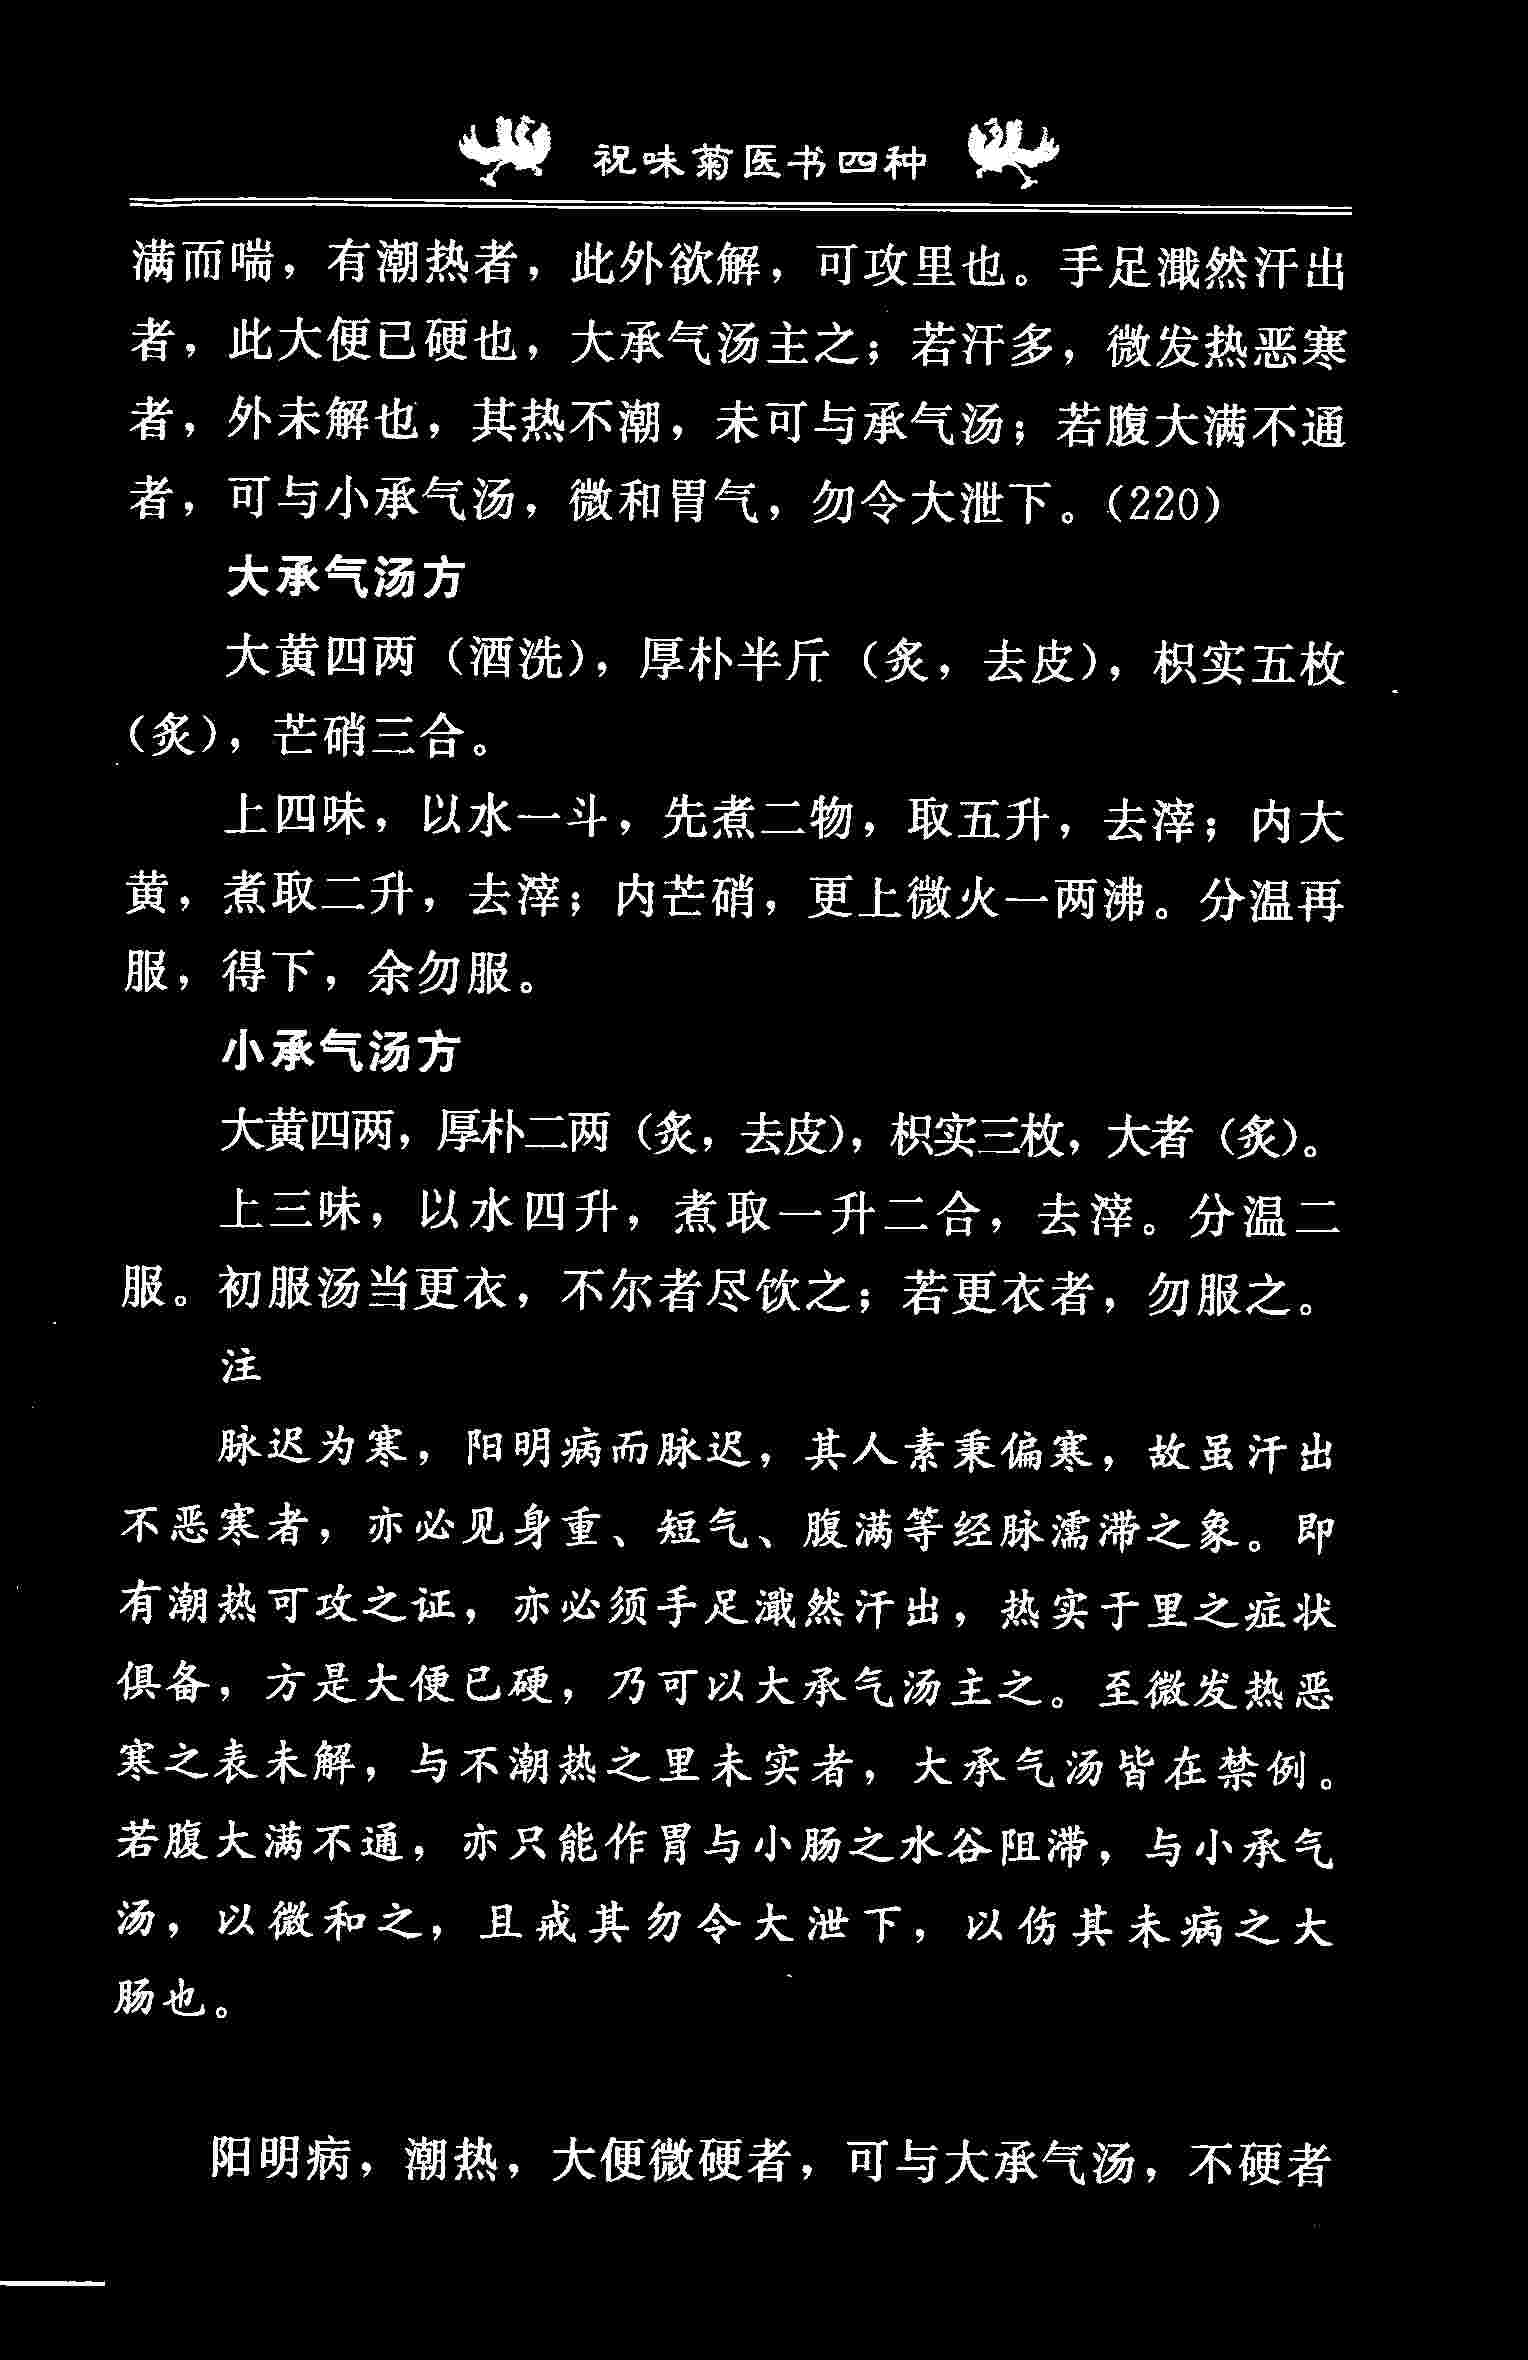 祝味菊医书四种
满而喘，有潮热者，此外欲解，可攻里也。手足濈然汗出
者，此大便已硬也，大承气汤主之；若汗多，微发热恶寒
者，外未解也，其热不潮，未可与承气汤；若腹大满不通
者，可与小承气汤，微和胃气，勿令大泄下。（220）
大承气汤方
大黄四两（酒洗），厚朴半斤（炙，去皮），枳实五枚
（炙），芒硝三合。
上四味，以水一斗，先煮二物，取五升，去滓；内大
黄，煮取二升，去滓；内芒硝，更上微火一两沸。分温再
服，得下，余勿服。
小承气汤方
大黄四两，厚朴二两（炙，去皮），枳实三枚，大者（炙）。
上三味，以水四升，煮取一升二合，去滓。分温二
服。初服汤当更衣，不尔者尽饮之；若更衣者，勿服之。
注
脉迟为寒，阳明病而脉迟，其人素秉偏寒，故虽汗出
不恶寒者，亦必见身重、短气、腹满等经脉濡滞之象。即
有潮热可攻之证，亦必须手足濈然汗出，热实于里之症状
俱备，方是大便已硬，乃可以大承气汤主之。至微发热恶
寒之表未解，与不潮热之里未实者，大承气汤皆在禁例。
若腹大满不通，亦只能作胃与小肠之水谷阻滞，与小承气
汤，以微和之，且戒其勿令大泄下，以伤其未病之大
肠也。
阳明病，潮热，大便微硬者，可与大承气汤，不硬者